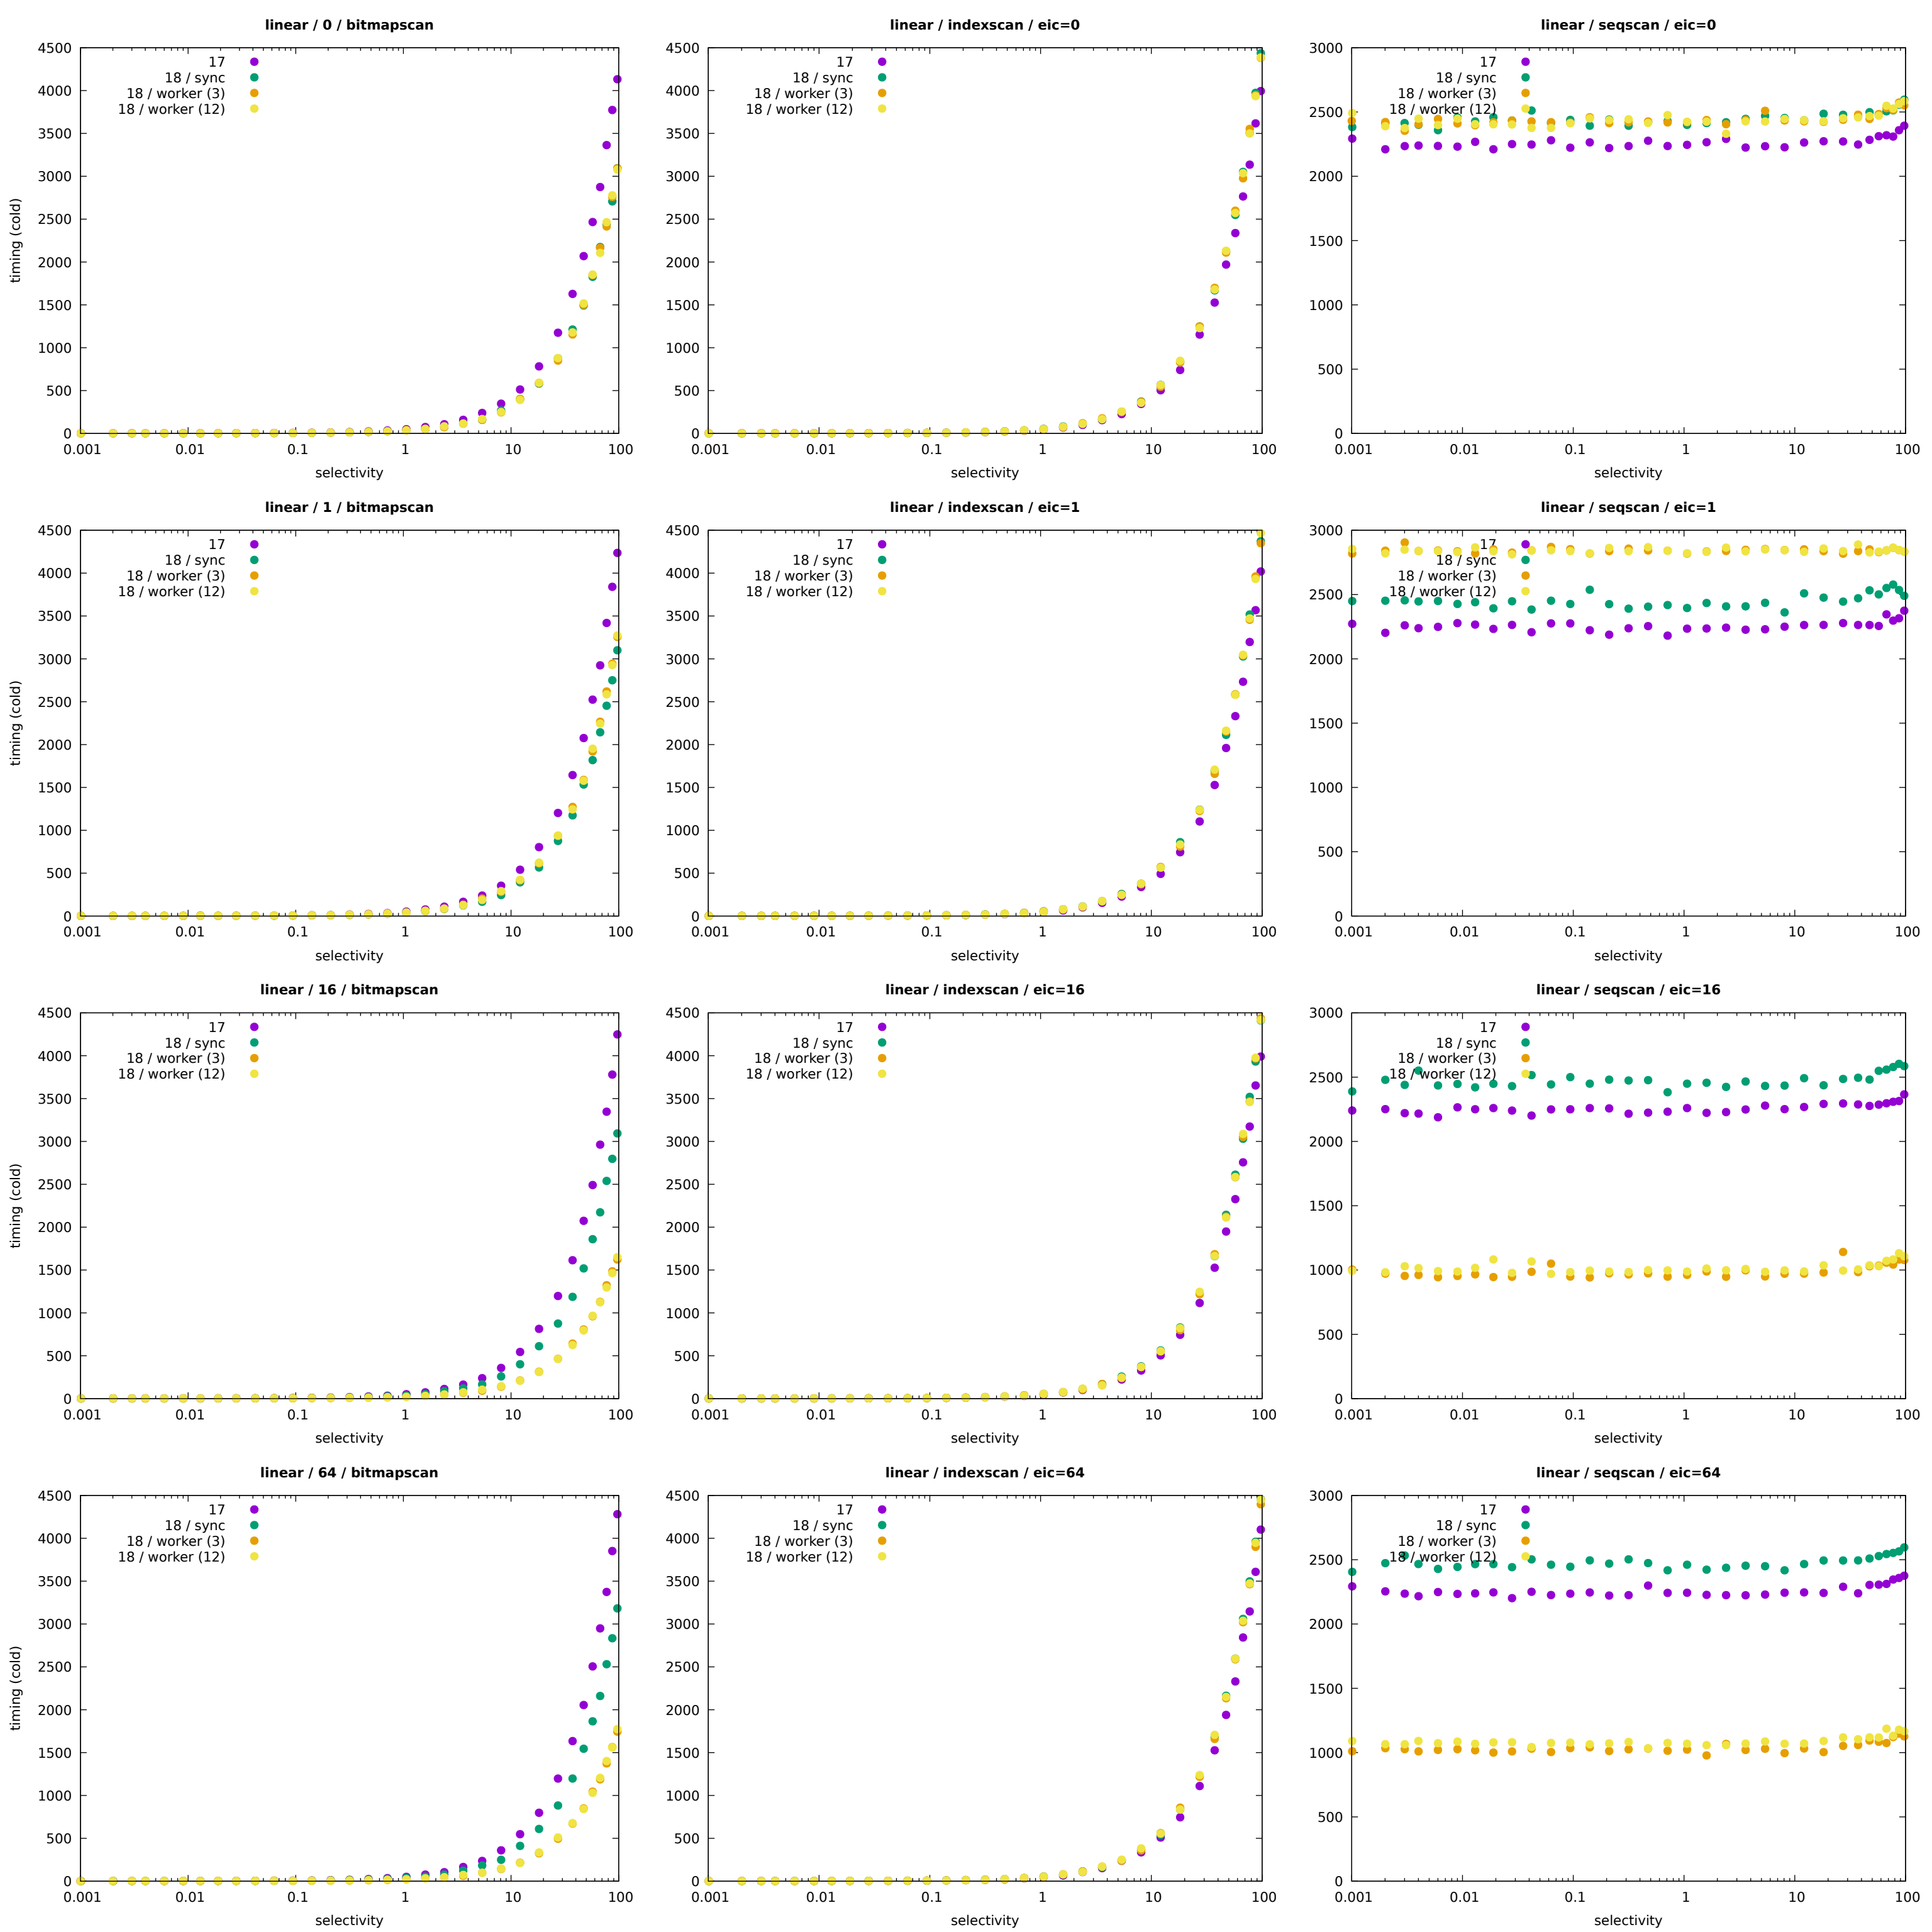 linear / 0 / bitmapscan
4500
4000
3500
3000
2500
2000
1500
1000
500
0
timing (cold)
17
18 / sync
18 / worker (3)
18 / worker (12)
0.001 0.01 0.1 1 10 100
selectivity
linear / indexscan / eic=0
4500
4000
3500
3000
2500
2000
1500
1000
500
0
17
18 / sync
18 / worker (3)
18 / worker (12)
0.001 0.01 0.1 1 10 100
selectivity
linear / seqscan / eic=0
3000
2500
2000
1500
1000
500
0
17
18 / sync
18 / worker (3)
18 / worker (12)
0.001 0.01 0.1 1 10 100
selectivity
linear / 1 / bitmapscan
4500
4000
3500
3000
2500
2000
1500
1000
500
0
timing (cold)
17
18 / sync
18 / worker (3)
18 / worker (12)
0.001 0.01 0.1 1 10 100
selectivity
linear / indexscan / eic=1
4500
4000
3500
3000
2500
2000
1500
1000
500
0
17
18 / sync
18 / worker (3)
18 / worker (12)
0.001 0.01 0.1 1 10 100
selectivity
linear / seqscan / eic=1
3000
2500
2000
1500
1000
500
0
17
18 / sync
18 / worker (3)
18 / worker (12)
0.001 0.01 0.1 1 10 100
selectivity
linear / 16 / bitmapscan
4500
4000
3500
3000
2500
2000
1500
1000
500
0
timing (cold)
17
18 / sync
18 / worker (3)
18 / worker (12)
0.001 0.01 0.1 1 10 100
selectivity
linear / indexscan / eic=16
4500
4000
3500
3000
2500
2000
1500
1000
500
0
17
18 / sync
18 / worker (3)
18 / worker (12)
0.001 0.01 0.1 1 10 100
selectivity
linear / seqscan / eic=16
3000
2500
2000
1500
1000
500
0
17
18 / sync
18 / worker (3)
18 / worker (12)
0.001 0.01 0.1 1 10 100
selectivity
linear / 64 / bitmapscan
4500
4000
3500
3000
2500
2000
1500
1000
500
0
timing (cold)
17
18 / sync
18 / worker (3)
18 / worker (12)
0.001 0.01 0.1 1 10 100
selectivity
linear / indexscan / eic=64
4500
4000
3500
3000
2500
2000
1500
1000
500
0
17
18 / sync
18 / worker (3)
18 / worker (12)
0.001 0.01 0.1 1 10 100
selectivity
linear / seqscan / eic=64
3000
2500
2000
1500
1000
500
0
17
18 / sync
18 / worker (3)
18 / worker (12)
0.001 0.01 0.1 1 10 100
selectivity